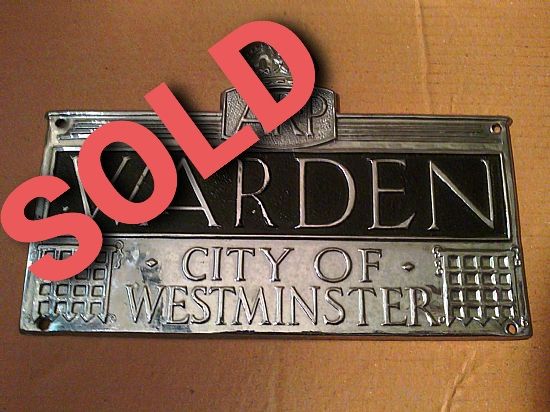 SOLD
ARP
WARDEN
· CITY OF ·
WESTMINSTER